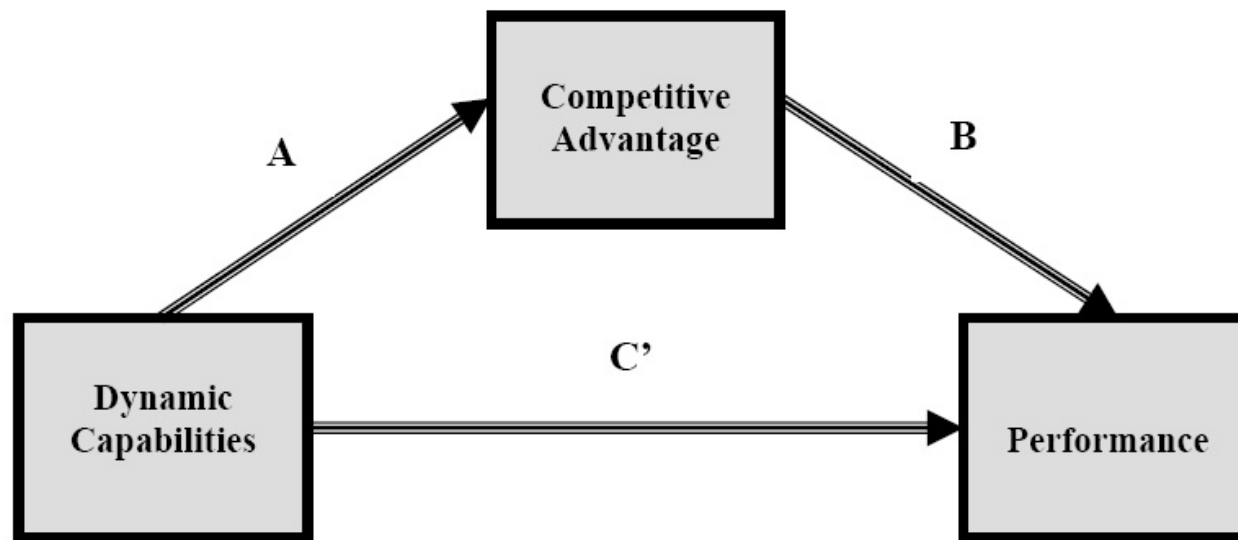 Competitive
Advantage
A
B
C’
Dynamic
Capabilities
Performance